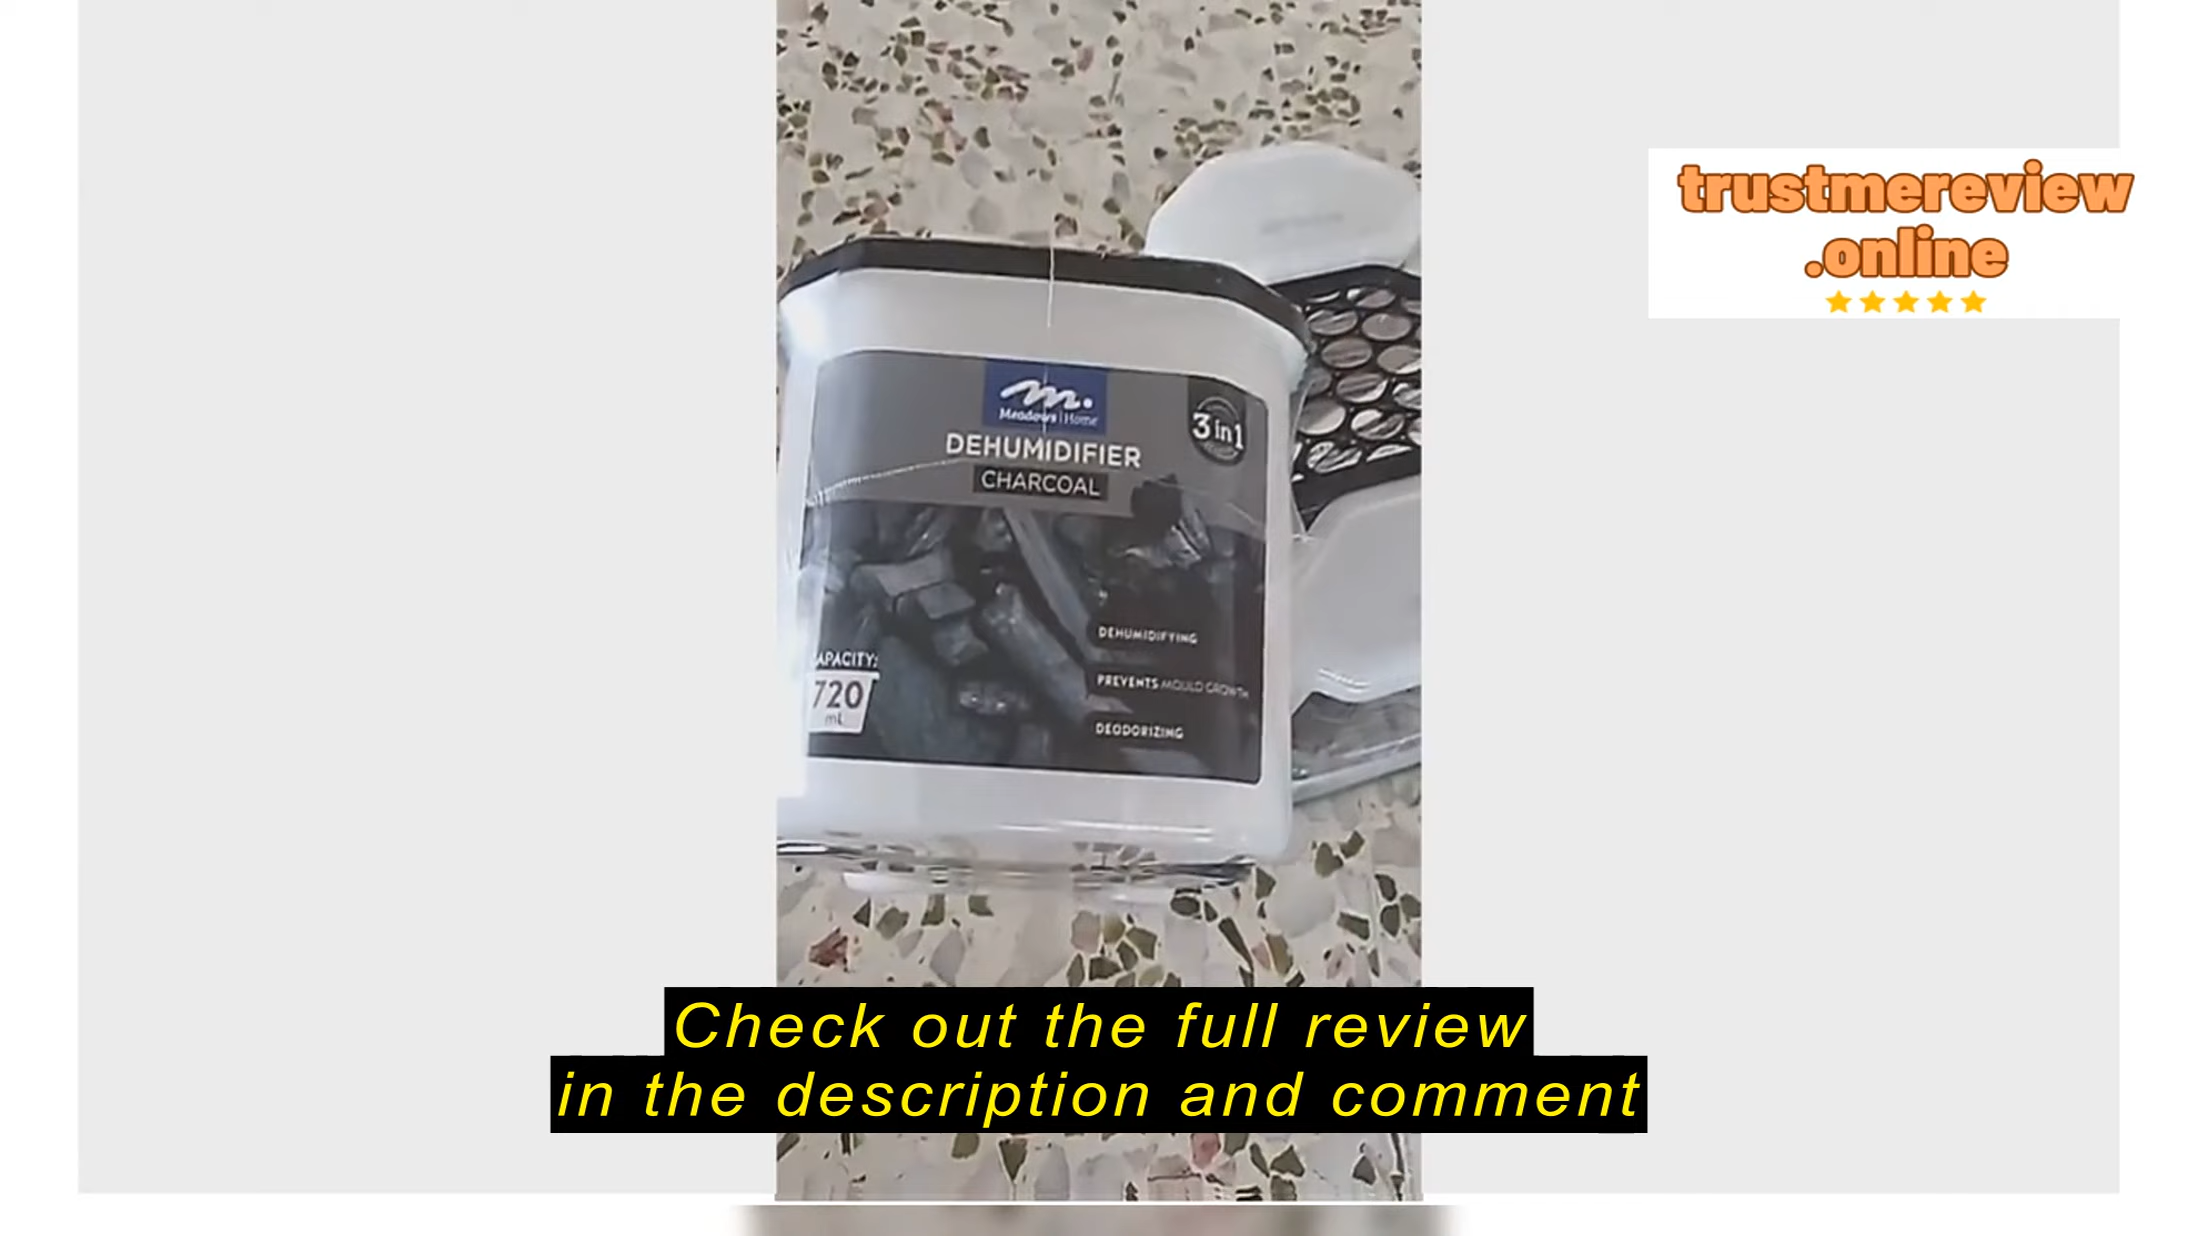 trustmereview
.online
m.
Meadows | Home
DEHUMIDIFIER
CHARCOAL
3 in 1
DEHUMIDIFYING
PREVENTS MOULD GROWTH
DEODORIZING
APACITY:
720
mL
Check out the full review
in the description and comment